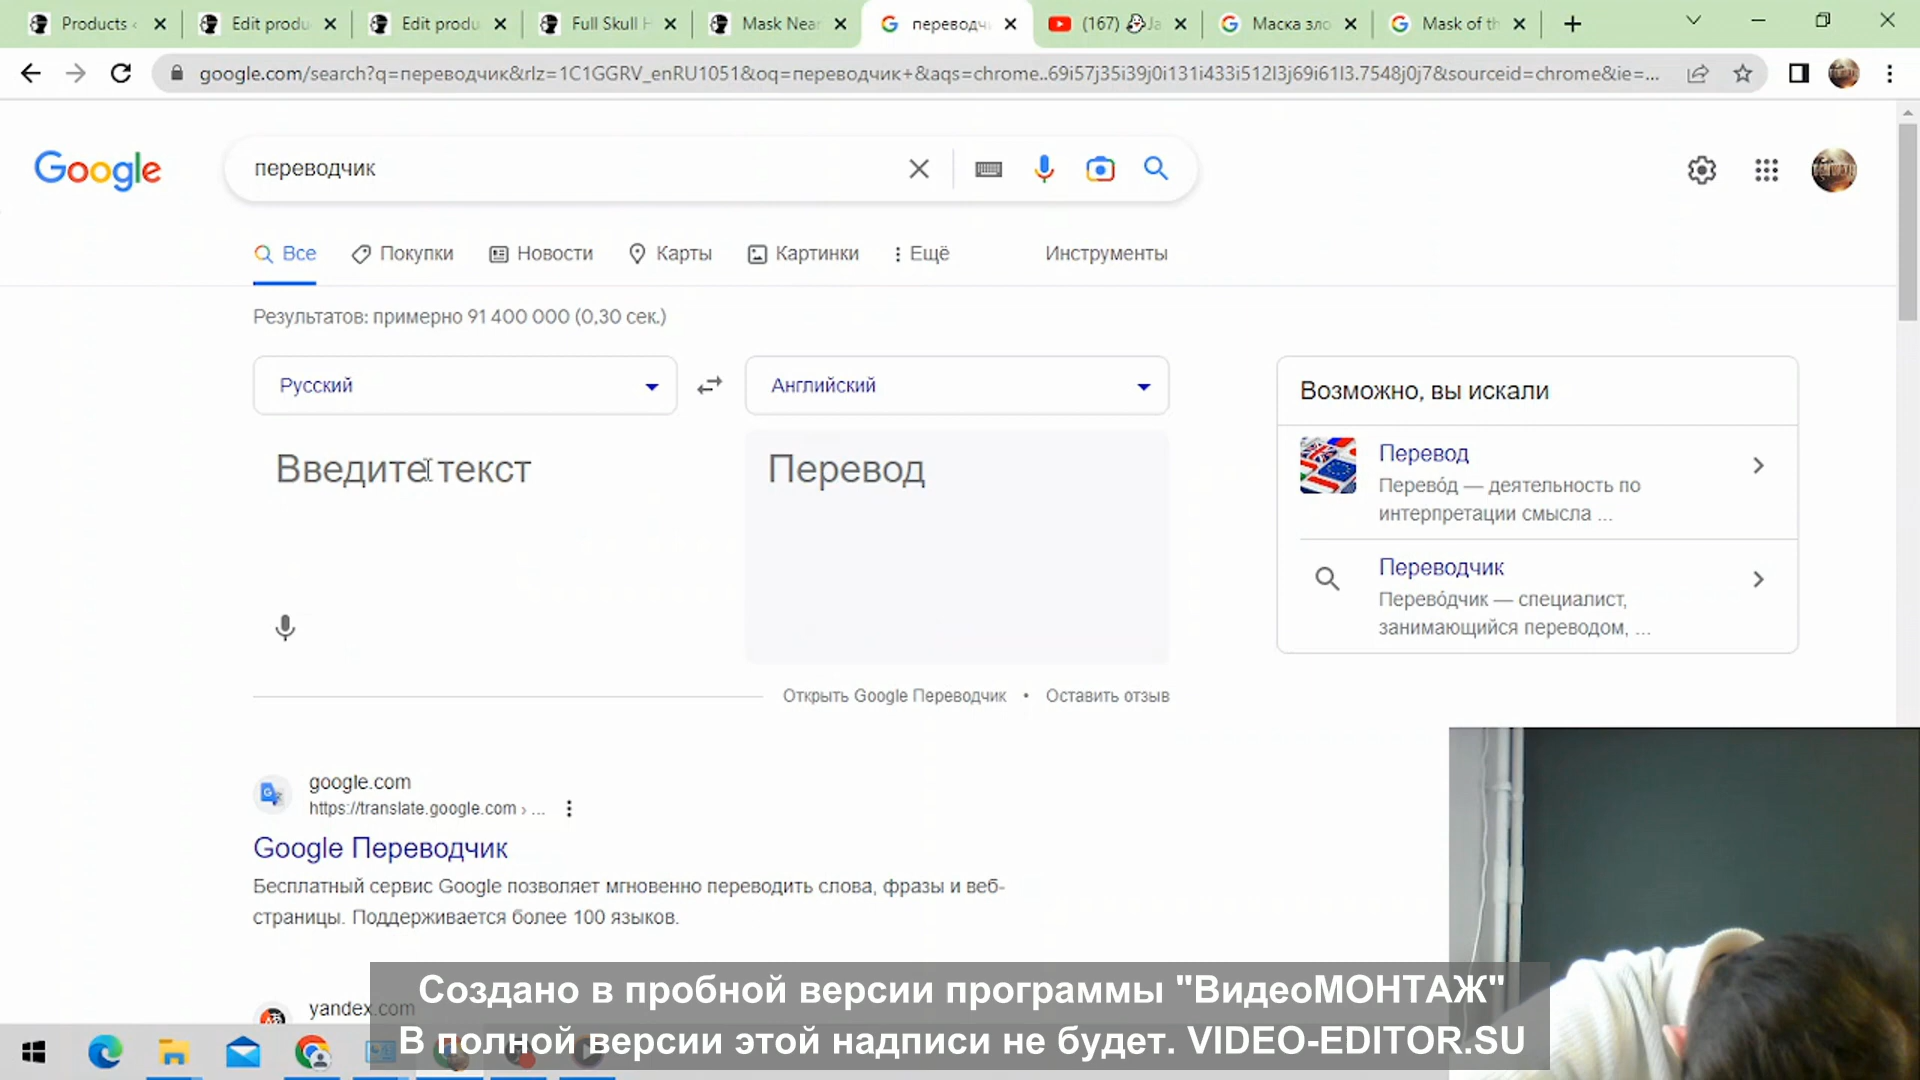 Products
Edit produ
Edit produ
Full Skull H
Mask Near
переводчи
(167)
Маска зло
Mask of th
google.com/search?q=переводчик&rlz=1C1GGRV_enRU1051&oq=переводчик+&aqs=chrome..69i57j35i39j0i131i433i512l3j69i61l3.7548j0j7&sourceid=chrome&ie=...
Google
переводчик
Все
Покупки
Новости
Карты
Картинки
Ещё
Инструменты
Результатов: примерно 91 400 000 (0,30 сек.)
Русский
Английский
Введите текст
Перевод
Открыть Google Переводчик • Оставить отзыв
Возможно, вы искали
Перевод
Перево́д — деятельность по
интерпретации смысла ...
Переводчик
Перево́дчик — специалист,
занимающийся переводом, ...
google.com
https://translate.google.com › ...
Google Переводчик
Бесплатный сервис Google позволяет мгновенно переводить слова, фразы и веб-
страницы. Поддерживается более 100 языков.
yandex.com
Создано в пробной версии программы "ВидеоМОНТАЖ"
В полной версии этой надписи не будет. VIDEO-EDITOR.SU